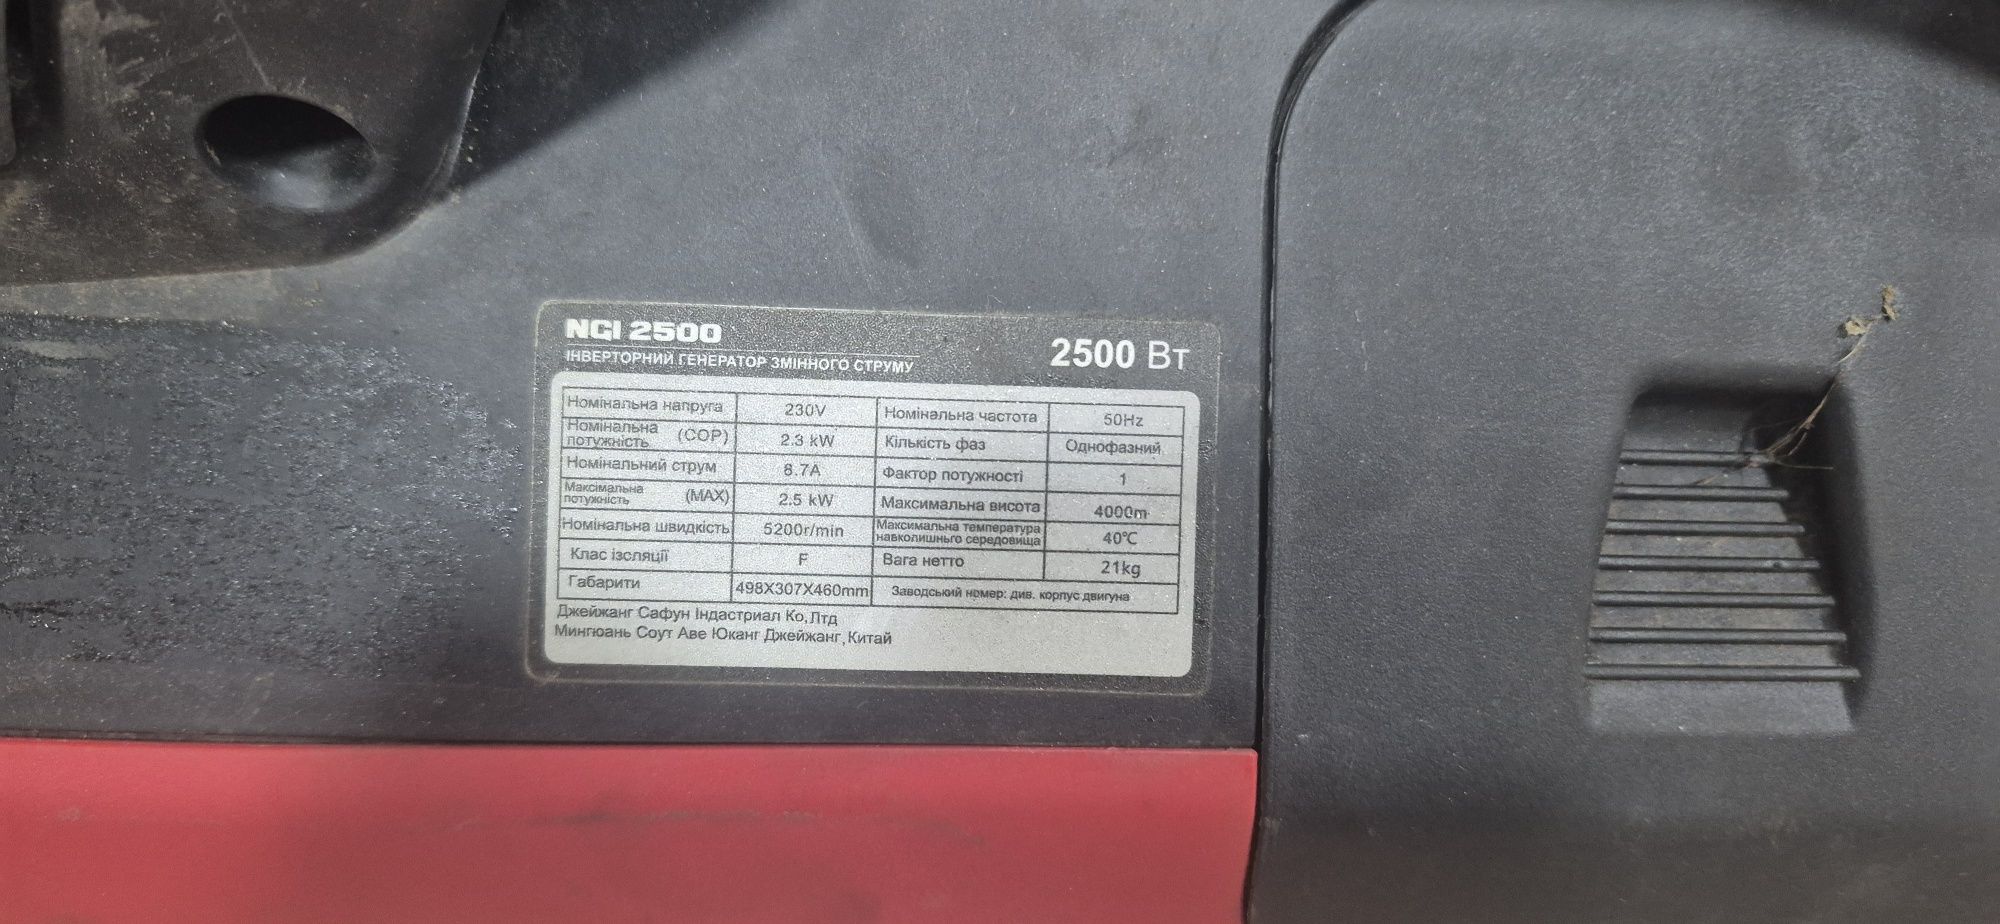 NGI 2500
ІНВЕРТОРНИЙ ГЕНЕРАТОР ЗМІННОГО СТРУМУ
2500 Вт
Номінальна напруга 230V Номінальна частота 50Hz
Номінальна потужність (COP) 2.3 kW Кількість фаз Однофазний
Номінальний струм 8.7A Фактор потужності 1
Максімальна потужність (MAX) 2.5 kW Максимальна висота 4000m
Номінальна швидкість 5200r/min Максимальна температура навколишнього середовища 40℃
Клас ізоляції F Вага нетто 21kg
Габарити 498X307X460mm Заводський номер: див. корпус двигуна
Джейжанг Сафун Індастриал Ко,Лтд
Мингюань Соут Аве Юканг Джейжанг,Китай